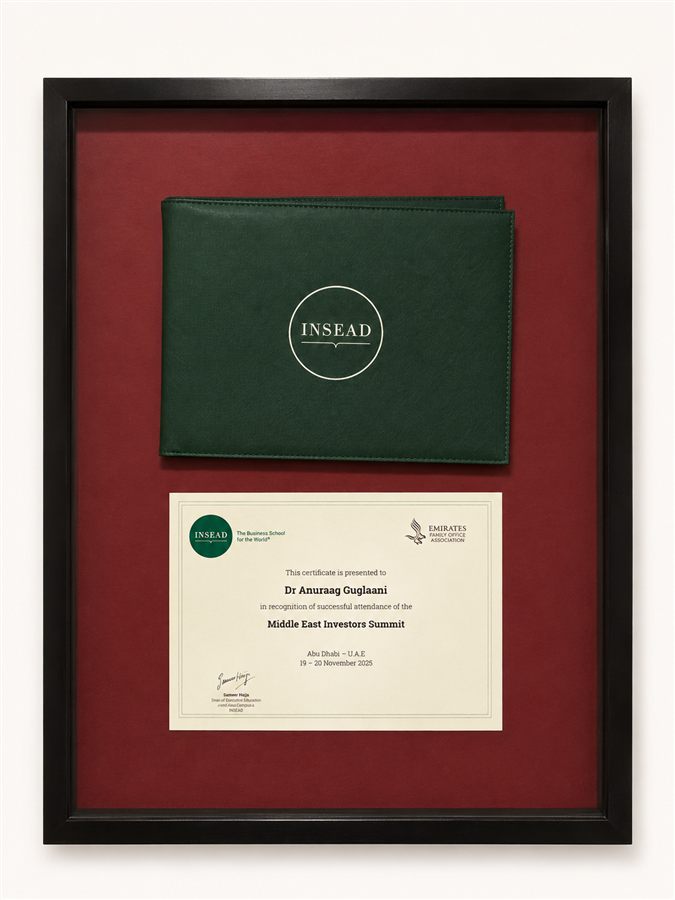 INSEAD
INSEAD
The Business School
for the World®
EMIRATES
FAMILY OFFICE
ASSOCIATION
This certificate is presented to
Dr Anuraag Guglaani
in recognition of successful attendance of the
Middle East Investors Summit
Abu Dhabi – U.A.E
19 – 20 November 2025
Sameer Hasja
Dean of Executive Education
INSEAD